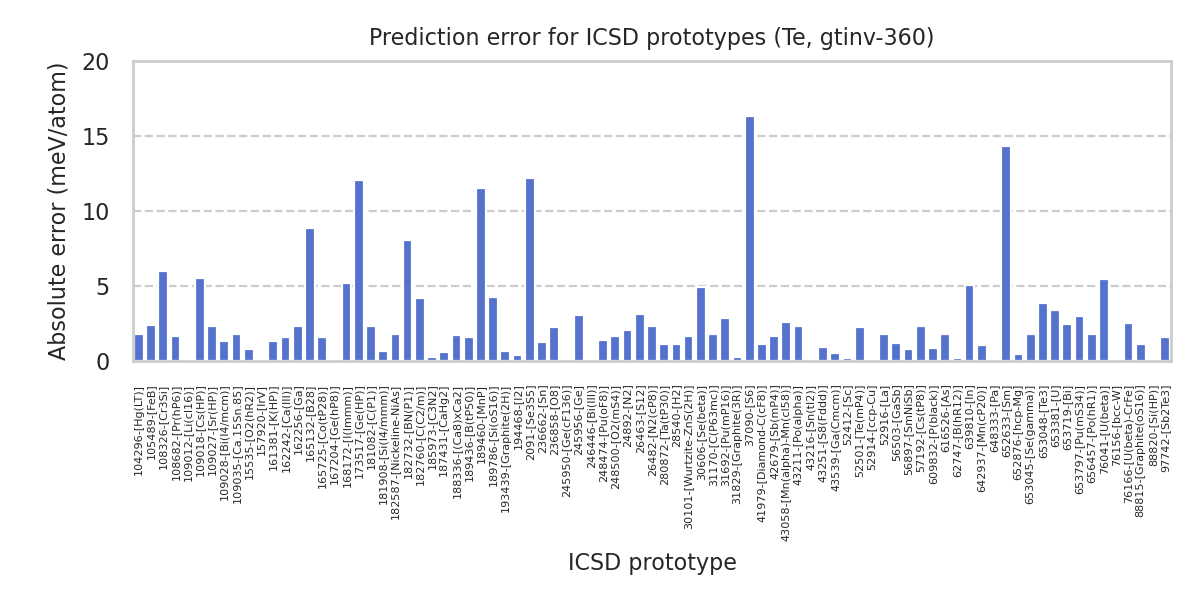 Prediction error for ICSD prototypes (Te, gtinv-360)
Absolute error (meV/atom)
20
15
10
5
0
104296-[Hg(LT)]
105489-[FeB]
108326-[Cr3Si]
108682-[Pr(hP6)]
109012-[Li(cI16)]
109018-[Cs(HP)]
109027-[Sr(HP)]
109028-[Bi(I4/mcm)]
109035-[Ca.15Sn.85]
15535-[O2(hR2)]
157920-[IrV]
161381-[K(HP)]
162242-[Ca(III)]
162256-[Ga]
165132-[B28]
165725-[Co(tP28)]
167204-[Ge(hP8)]
168172-[I(Immm)]
173517-[Ge(HP)]
181082-[C(P1)]
181908-[Si(I4/mmm)]
182587-[Nickeline-NiAs]
182732-[BN(P1)]
182760-[C(C2/m)]
185973-[C3N2]
187431-[CaHg2]
188336-[(Ca8)xCa2]
189436-[B(tP50)]
189460-[MnP]
189786-[Si(oS16)]
193439-[Graphite(2H)]
194468-[I2]
2091-[Se3S5]
236662-[Sn]
236858-[O8]
245950-[Ge(cF136)]
245956-[Ge]
246446-[Bi(III)]
248474-[Pu(oF8)]
248500-[O2(mS4)]
24892-[N2]
26463-[S12]
26482-[N2(cP8)]
280872-[Ta(tP30)]
28540-[H2]
30101-[Wurtzite-ZnS(2H)]
30606-[Se(beta)]
31170-[C(P63mc)]
31692-[Pu(mP16)]
31829-[Graphite(3R)]
37090-[S6]
41979-[Diamond-C(cF8)]
42679-[Sb(mP4)]
43058-[Mn(alpha)-Mn(cI58)]
43211-[Po(alpha)]
43216-[Sn(tI2)]
43251-[S8(Fddd)]
43539-[Ga(Cmcm)]
52412-[Sc]
52501-[Te(mP4)]
52914-[ccp-Cu]
52916-[La]
56503-[GaSb]
56897-[SmNiSb]
57192-[Cs(tP8)]
609832-[P(black)]
616526-[As]
62747-[B(hR12)]
639810-[In]
642937-[Mn(cP20)]
648333-[Pa]
652633-[Sm]
652876-[hcp-Mg]
653045-[Se(gamma)]
653048-[Te3]
653381-[U]
653719-[Bi]
653797-[Pu(mS34)]
656457-[Po(hR3)]
76041-[U(beta)]
76156-[bcc-W]
76166-[U(beta)-CrFe]
88815-[Graphite(oS16)]
88820-[Si(HP)]
97742-[Sb2Te3]
ICSD prototype